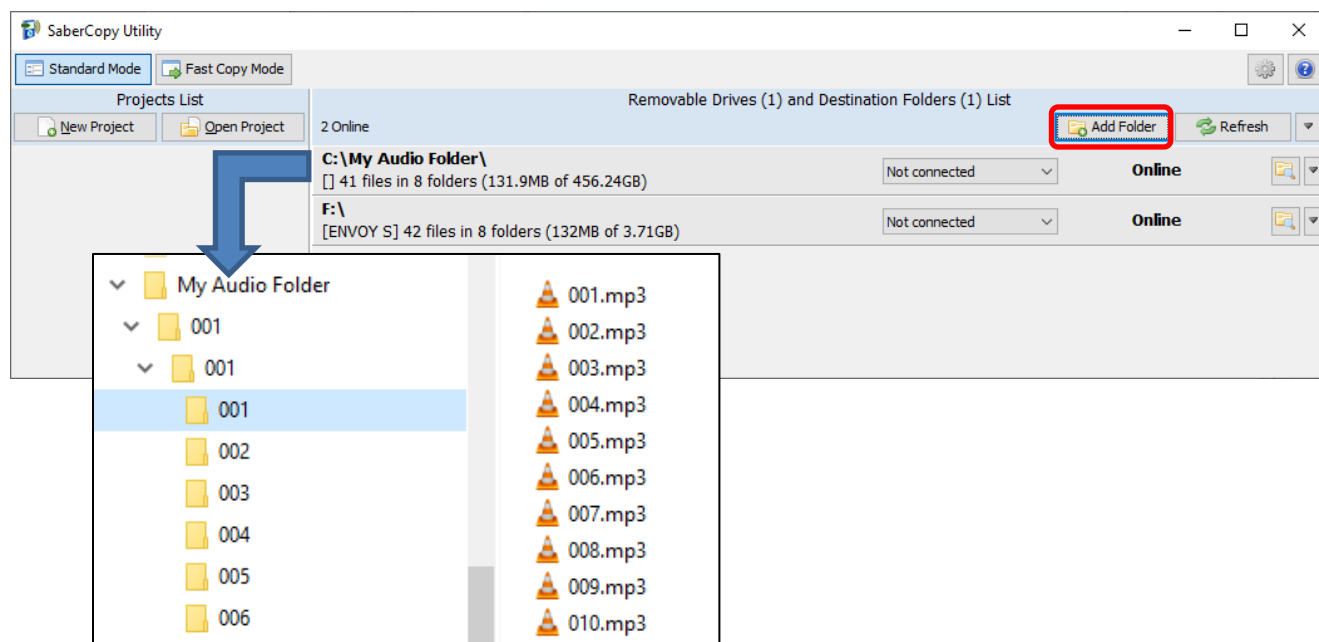 SaberCopy Utility
Standard Mode Fast Copy Mode
Projects List
Removable Drives (1) and Destination Folders (1) List
New Project Open Project
2 Online
Add Folder Refresh
C:\My Audio Folder\
[] 41 files in 8 folders (131.9MB of 456.24GB)
Not connected
Online
F:\
[ENVOY S] 42 files in 8 folders (132MB of 3.71GB)
Not connected
Online
My Audio Folder
001
001
001
002
003
004
005
006
001.mp3
002.mp3
003.mp3
004.mp3
005.mp3
006.mp3
007.mp3
008.mp3
009.mp3
010.mp3